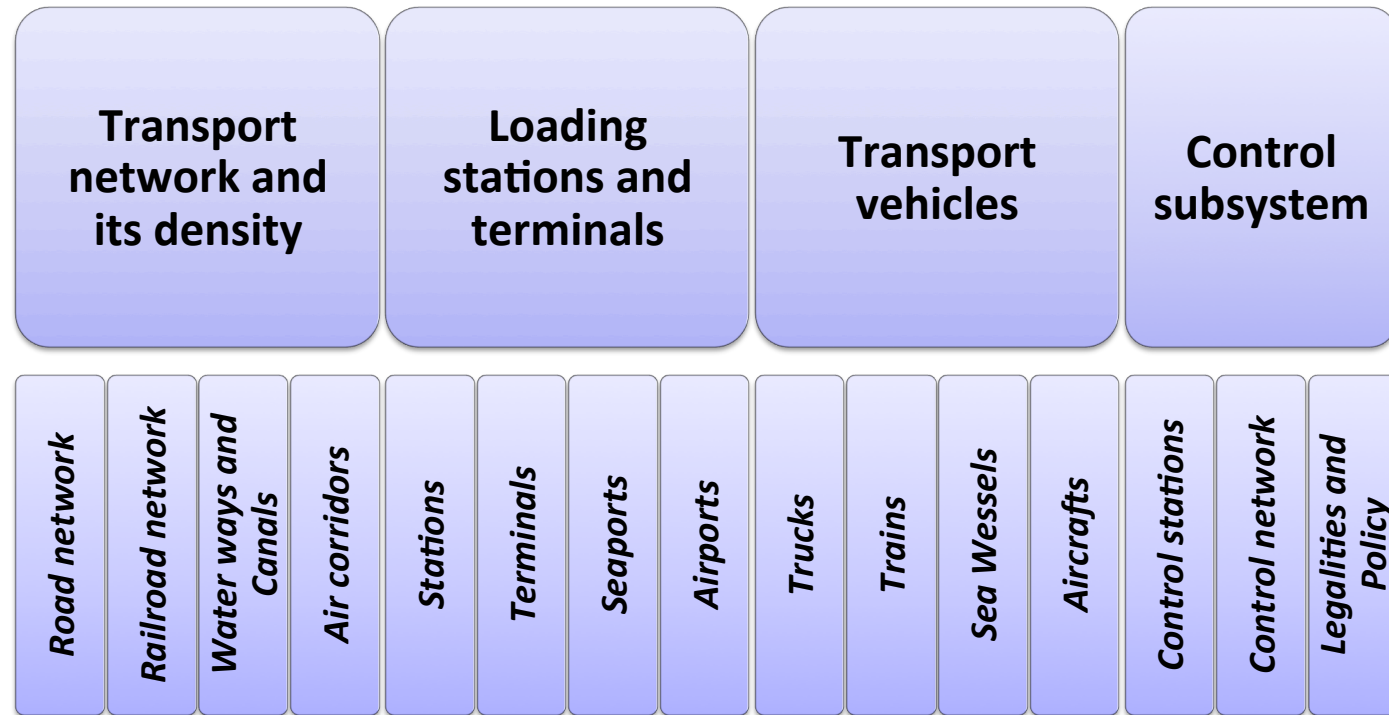 Transport
network and
its density
Loading
stations and
terminals
Transport
vehicles
Control
subsystem
Road network
Railroad network
Water ways and
Canals
Air corridors
Stations
Terminals
Seaports
Airports
Trucks
Trains
Sea Wessels
Aircrafts
Control stations
Control network
Legalities and
Policy